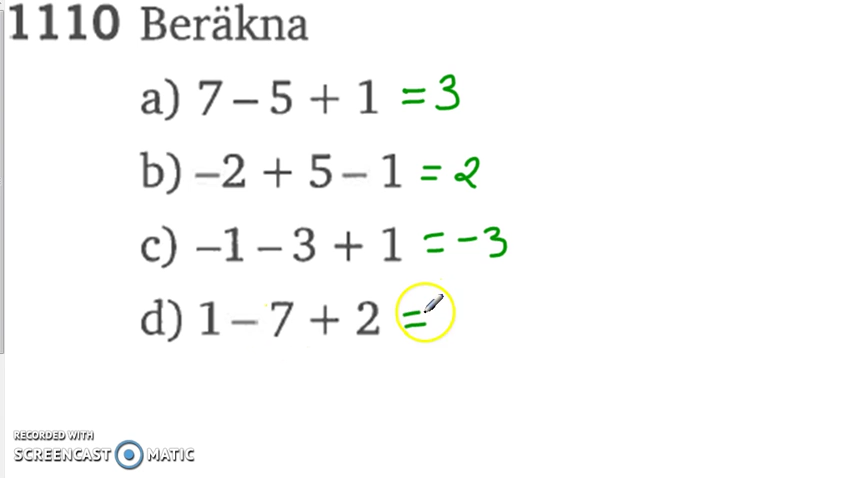 1110 Beräkna
a) 7 – 5 + 1 = 3
b) –2 + 5 – 1 = 2
c) –1 – 3 + 1 = -3
d) 1 – 7 + 2 =
RECORDED WITH
SCREENCAST MATIC